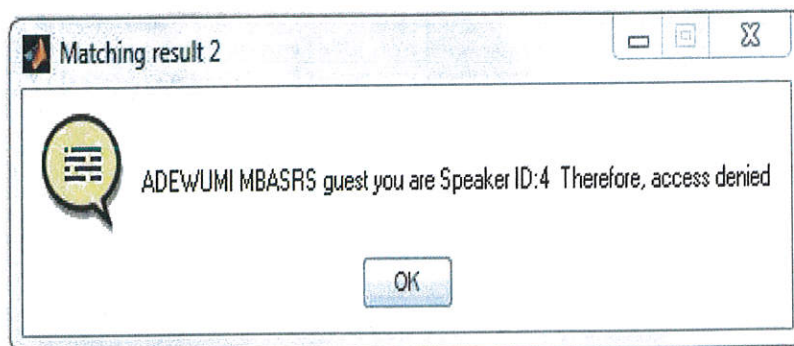 Matching result 2
ADEWUMI MBASRS guest you are Speaker ID:4 Therefore, access denied
OK